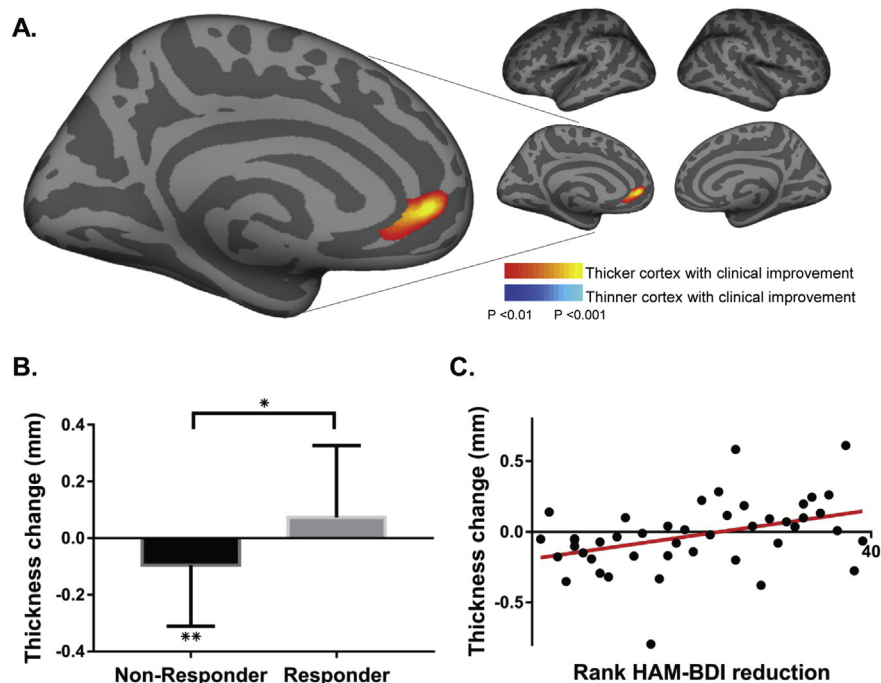 A.
Thicker cortex with clinical improvement
Thinner cortex with clinical improvement
P <0.01 P <0.001
B.
Thickness change (mm)
0.4
0.2
0.0
-0.2
-0.4
*
**
Non-Responder Responder
C.
Thickness change (mm)
0.5
0.0
-0.5
40
Rank HAM-BDI reduction